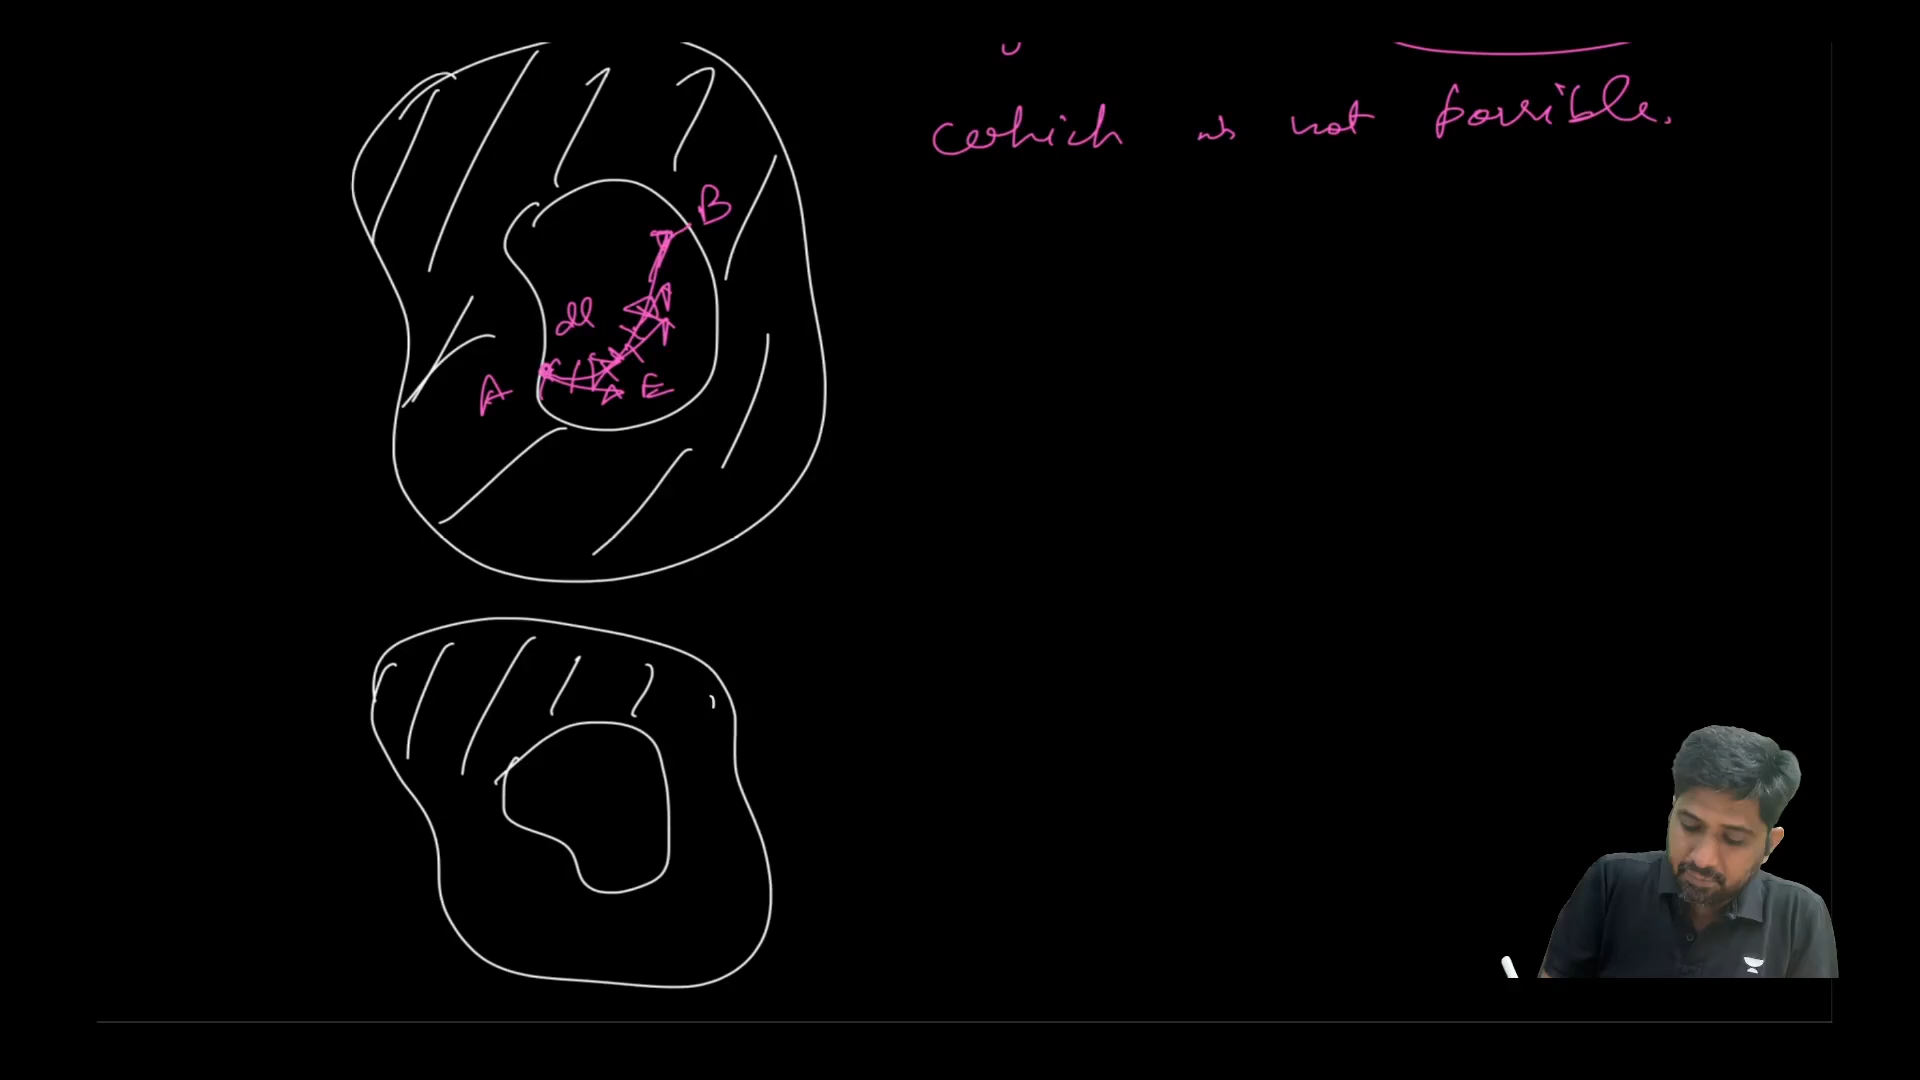 which is not possible.
B
dl
A
E